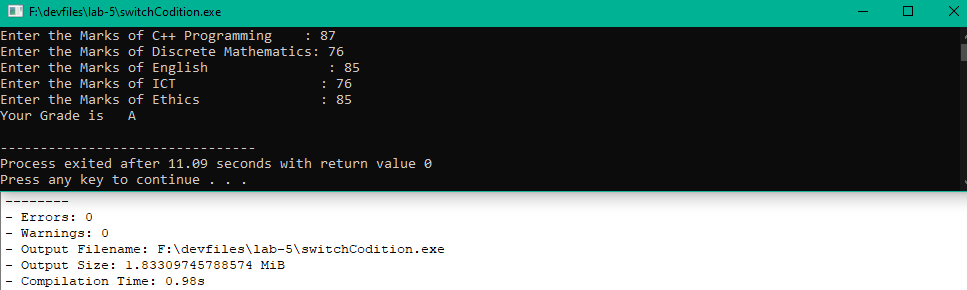 F:\devfiles\lab-5\switchCodition.exe
Enter the Marks of C++ Programming    : 87
Enter the Marks of Discrete Mathematics: 76
Enter the Marks of English               : 85
Enter the Marks of ICT                  : 76
Enter the Marks of Ethics               : 85
Your Grade is   A
--------------------------------
Process exited after 11.09 seconds with return value 0
Press any key to continue . . .
--------
- Errors: 0
- Warnings: 0
- Output Filename: F:\devfiles\lab-5\switchCodition.exe
- Output Size: 1.83309745788574 MiB
- Compilation Time: 0.98s